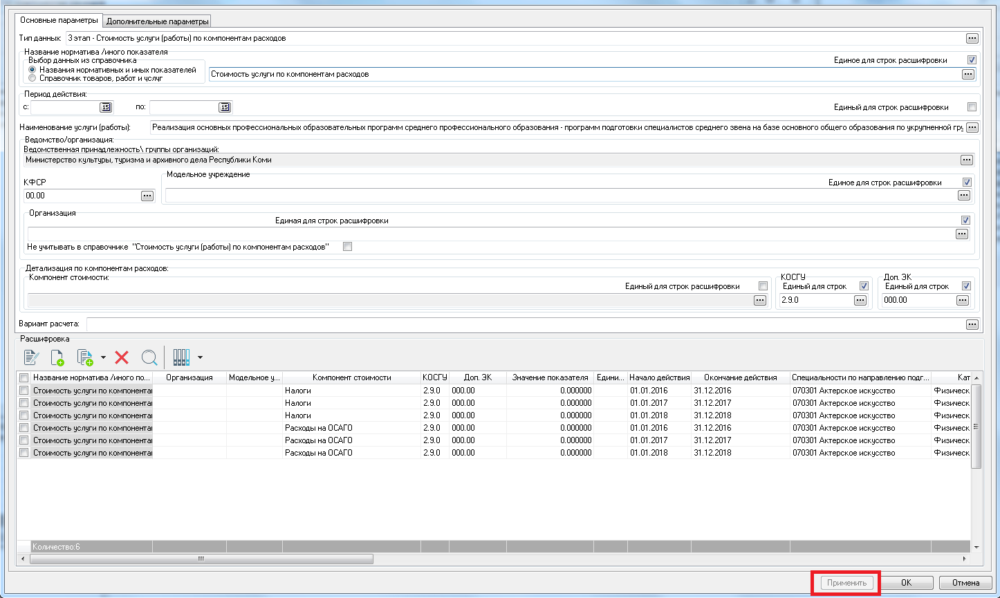 Основные параметры Дополнительные параметры
Тип данных: 3 этап - Стоимость услуги (работы) по компонентам расходов
Название норматива /иного показателя
Выбор данных из справочника
Единое для строк расшифровки
Названия нормативных и иных показателей
Справочник товаров, работ и услуг
Стоимость услуги по компонентам расходов
Период действия:
с: 15 по: 15 Единый для строк расшифровки
Наименование услуги (работы): Реализация основных профессиональных образовательных программ среднего профессионального образования - программ подготовки специалистов среднего звена на базе основного общего образования по укрупненной гру
Ведомство/организация:
Ведомственная принадлежность\ группы организаций:
Министерство культуры, туризма и архивного дела Республики Коми
КФСР
00.00
Модельное учреждение
Единое для строк расшифровки
Организация
Единая для строк расшифровки
Не учитывать в справочнике "Стоимость услуги (работы) по компонентам расходов"
Детализация по компонентам расходов:
Компонент стоимости:
Единый для строк расшифровки
КОСГУ
Единый для строк
2.9.0
Доп. ЭК
Единый для строк
000.00
Вариант расчета:
Расшифровка
Название норматива /иного по... Организация Модельное у... Компонент стоимости КОСГУ Доп. ЭК Значение показателя Едини... Начало действия Окончание действия Специальности по направлению подг... Кат
Стоимость услуги по компонента Налоги 2.9.0 000.00 0.000000 01.01.2016 31.12.2016 070301 Актерское искусство Физическ
Стоимость услуги по компонента Налоги 2.9.0 000.00 0.000000 01.01.2017 31.12.2017 070301 Актерское искусство Физическ
Стоимость услуги по компонента Налоги 2.9.0 000.00 0.000000 01.01.2018 31.12.2018 070301 Актерское искусство Физическ
Стоимость услуги по компонента Расходы на ОСАГО 2.9.0 000.00 0.000000 01.01.2016 31.12.2016 070301 Актерское искусство Физическ
Стоимость услуги по компонента Расходы на ОСАГО 2.9.0 000.00 0.000000 01.01.2017 31.12.2017 070301 Актерское искусство Физическ
Стоимость услуги по компонента Расходы на ОСАГО 2.9.0 000.00 0.000000 01.01.2018 31.12.2018 070301 Актерское искусство Физическ
Количество:6
Применить ОК Отмена